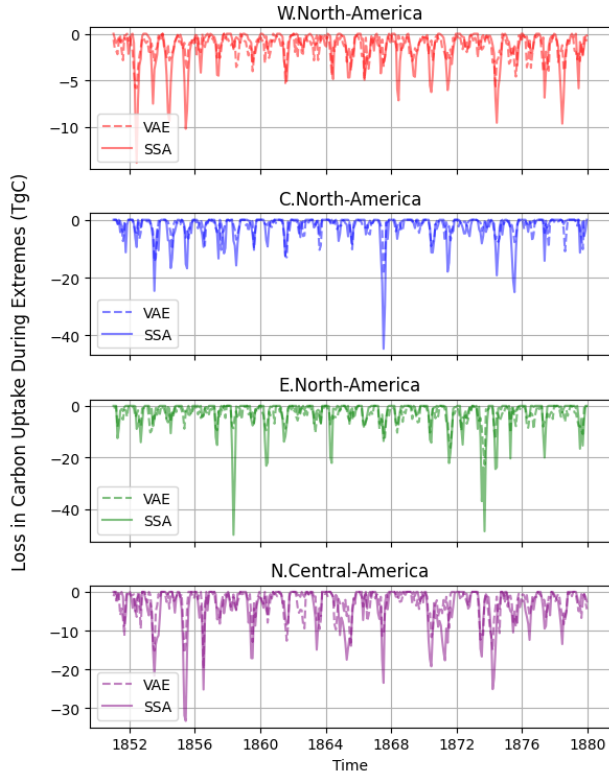 W.North-America
0
−5
−10
VAE
SSA
C.North-America
0
−20
−40
VAE
SSA
E.North-America
0
−20
−40
VAE
SSA
N.Central-America
0
−10
−20
−30
VAE
SSA
1852 1856 1860 1864 1868 1872 1876 1880
Time
Loss in Carbon Uptake During Extremes (TgC)